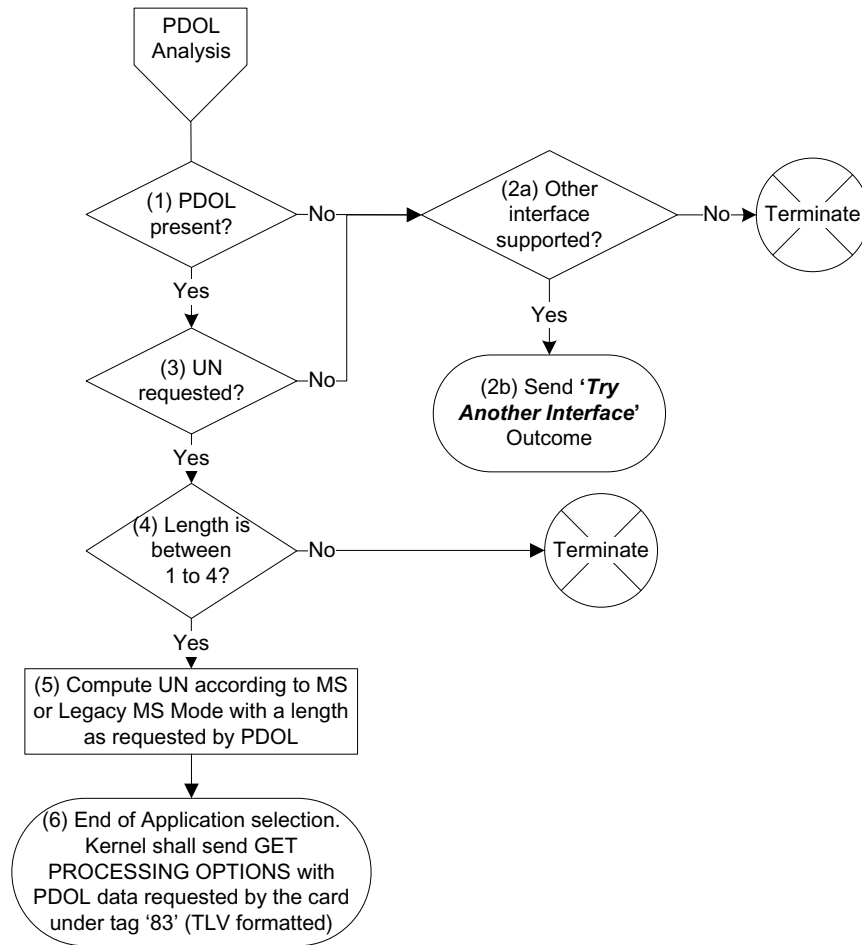 PDOL
Analysis
(1) PDOL
present?
No
(2a) Other
interface
supported?
No
Terminate
Yes
Yes
(3) UN
requested?
No
(2b) Send ‘Try
Another Interface’
Outcome
Yes
(4) Length is
between
1 to 4?
No
Terminate
Yes
(5) Compute UN according to MS
or Legacy MS Mode with a length
as requested by PDOL
(6) End of Application selection.
Kernel shall send GET
PROCESSING OPTIONS with
PDOL data requested by the card
under tag ‘83’ (TLV formatted)